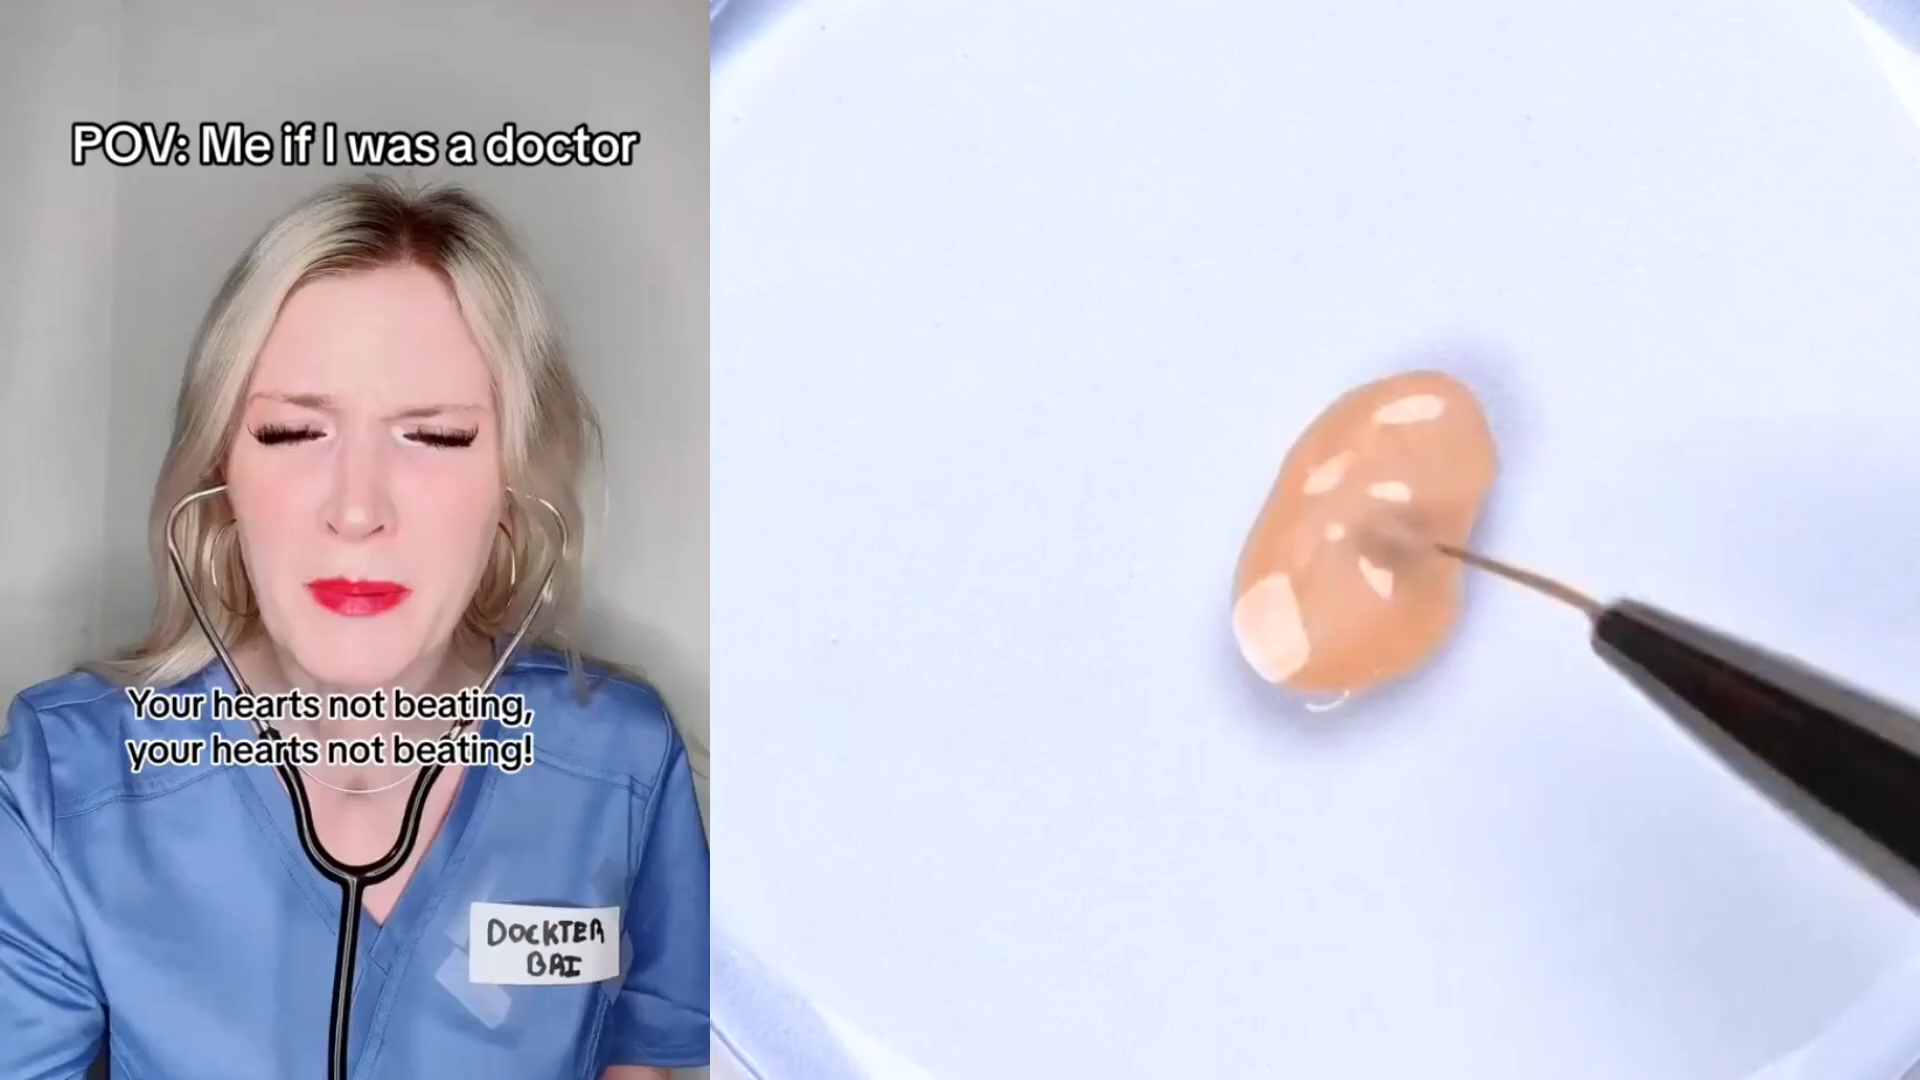 POV: Me if I was a doctor
Your hearts not beating,
your hearts not beating!
DOCKTER
BAI